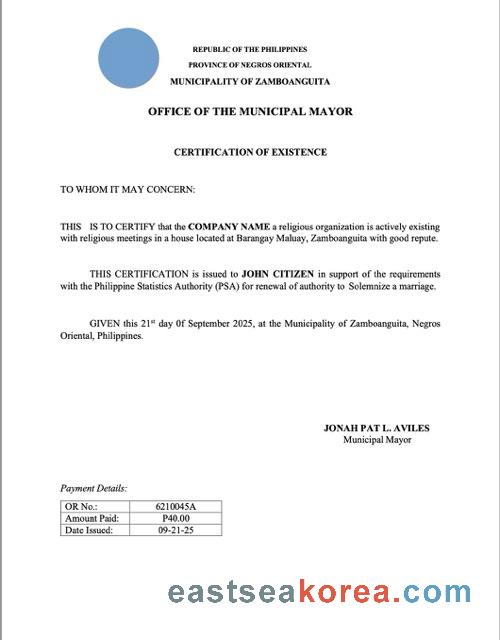 REPUBLIC OF THE PHILIPPINES
PROVINCE OF NEGROS ORIENTAL
MUNICIPALITY OF ZAMBOANGUITA
OFFICE OF THE MUNICIPAL MAYOR
CERTIFICATION OF EXISTENCE
TO WHOM IT MAY CONCERN:
THIS IS TO CERTIFY that the COMPANY NAME a religious organization is actively existing
with religious meetings in a house located at Barangay Maluay, Zamboanguita with good repute.
THIS CERTIFICATION is issued to JOHN CITIZEN in support of the requirements
with the Philippine Statistics Authority (PSA) for renewal of authority to Solemnize a marriage.
GIVEN this 21st day 0f September 2025, at the Municipality of Zamboanguita, Negros
Oriental, Philippines.
JONAH PAT L. AVILES
Municipal Mayor
Payment Details:
OR No.: 6210045A
Amount Paid: P40.00
Date Issued: 09-21-25
eastseakorea.com